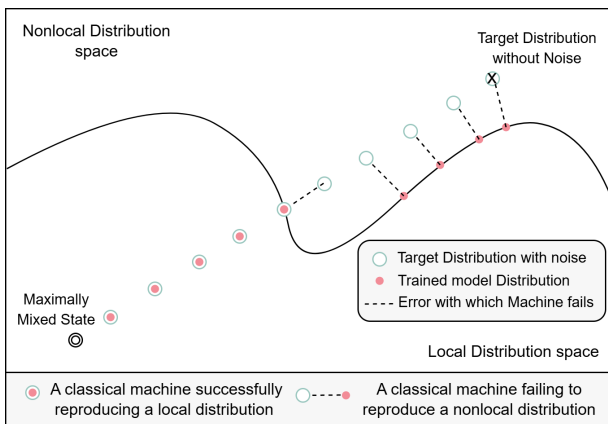 Nonlocal Distribution
space
Target Distribution
without Noise
X
Target Distribution with noise
Trained model Distribution
Error with which Machine fails
Maximally
Mixed State
Local Distribution space
A classical machine successfully
reproducing a local distribution
A classical machine failing to
reproduce a nonlocal distribution